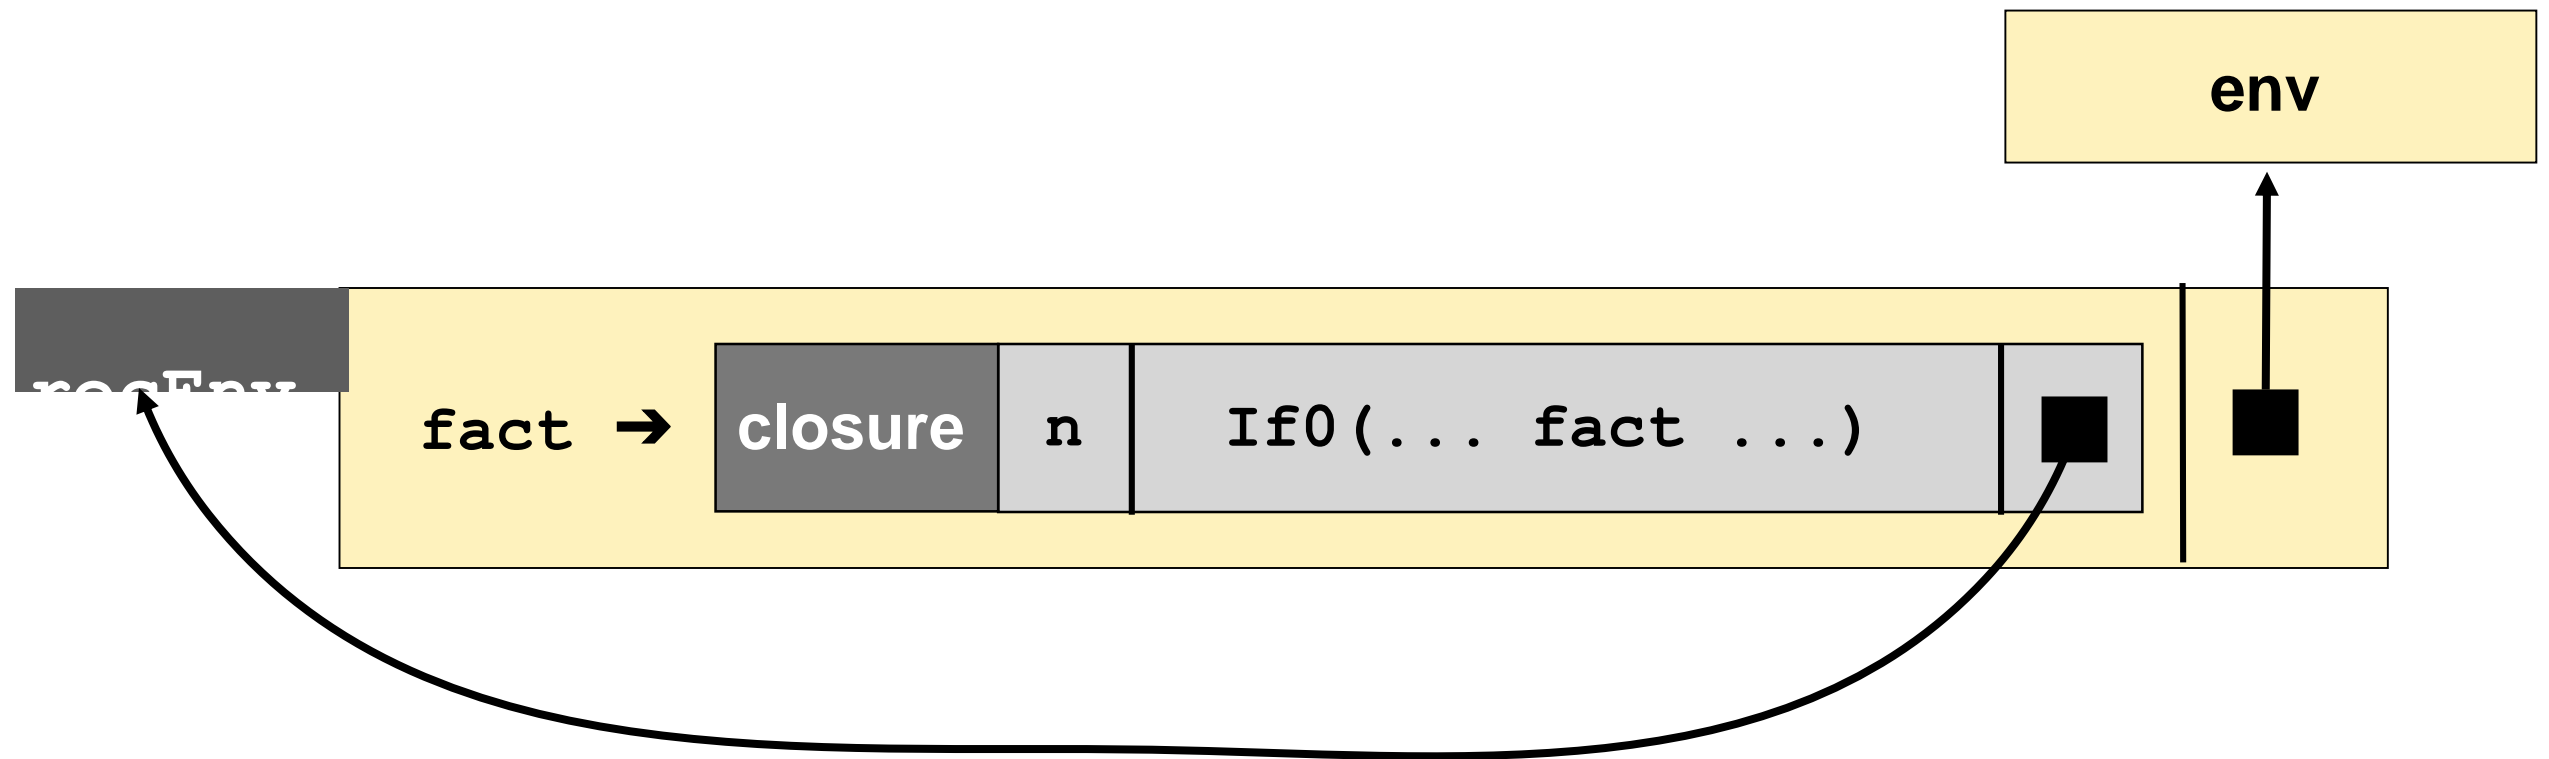 env
fact ➔ closure n If0(... fact ...)